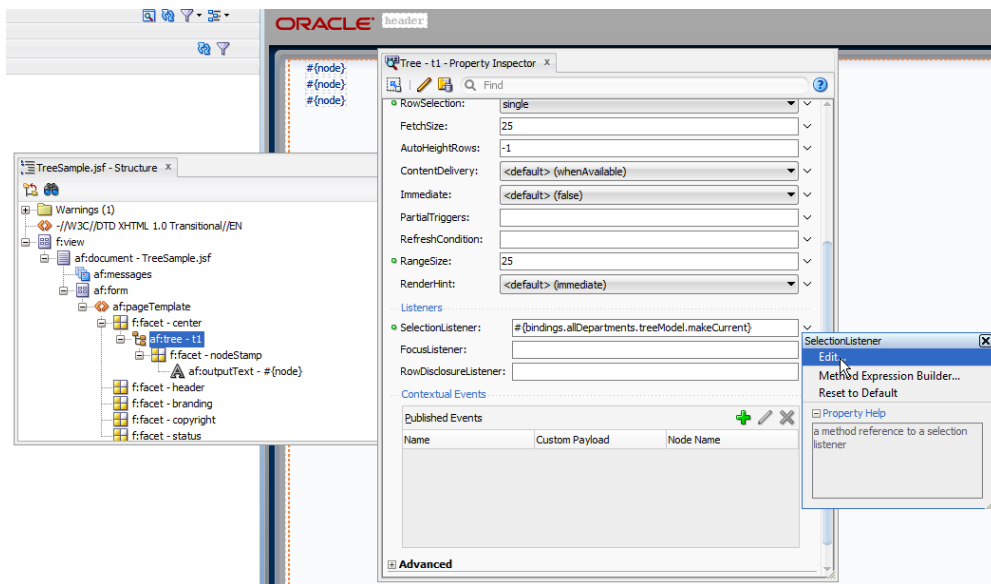 ORACLE
header
#{node}
#{node}
#{node}
TreeSample.jsf - Structure x
Warnings (1)
-//W3C//DTD XHTML 1.0 Transitional//EN
f:view
af:document - TreeSample.jsf
af:messages
af:form
af:pageTemplate
f:facet - center
af:tree - t1
f:facet - nodeStamp
af:outputText - #{node}
f:facet - header
f:facet - branding
f:facet - copyright
f:facet - status
Tree - t1 - Property Inspector x
Find
RowSelection: single
FetchSize: 25
AutoHeightRows: -1
ContentDelivery: <default> (whenAvailable)
Immediate: <default> (false)
PartialTriggers:
RefreshCondition:
RangeSize: 25
RenderHint: <default> (immediate)
Listeners
SelectionListener: #{bindings.allDepartments.treeModel.makeCurrent}
FocusListener:
RowDisclosureListener:
Contextual Events
Published Events
Name Custom Payload Node Name
Advanced
SelectionListener
Edit...
Method Expression Builder...
Reset to Default
Property Help
a method reference to a selection
listener